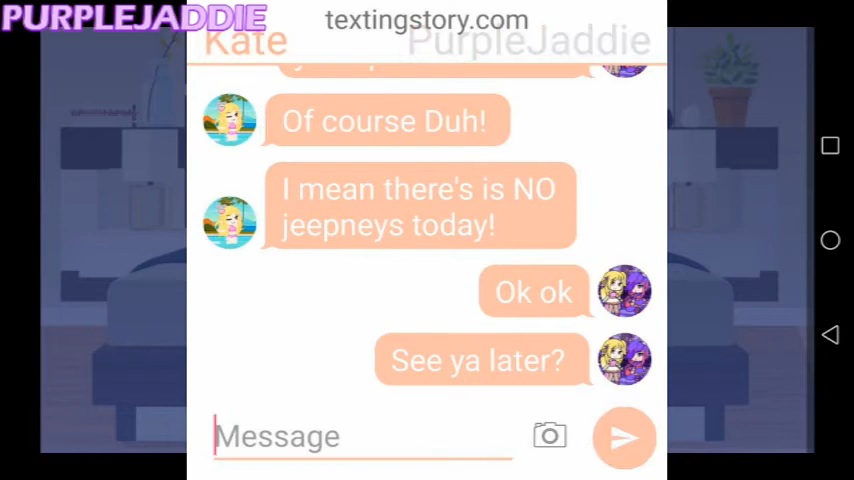 PURPLEJADDIE
textingstory.com
Kate
PurpleJaddie
Of course Duh!
I mean there's is NO
jeepneys today!
Ok ok
See ya later?
Message